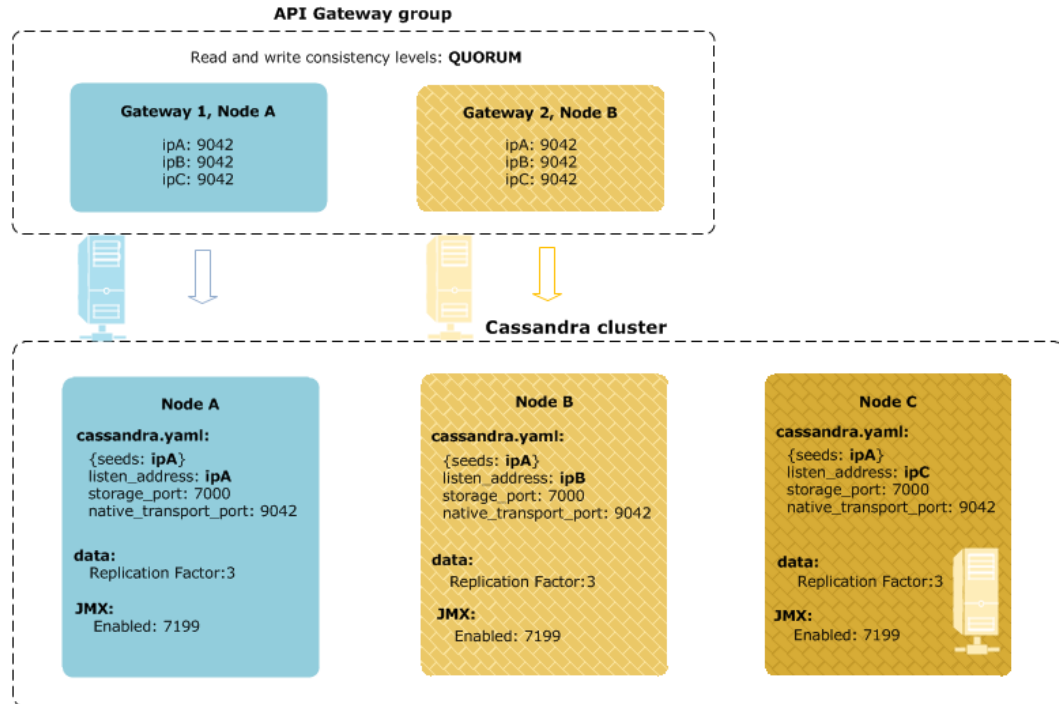 API Gateway group
Read and write consistency levels: QUORUM
Gateway 1, Node A
ipA: 9042
ipB: 9042
ipC: 9042
Gateway 2, Node B
ipA: 9042
ipB: 9042
ipC: 9042
Cassandra cluster
Node A
cassandra.yaml:
{seeds: ipA}
listen_address: ipA
storage_port: 7000
native_transport_port: 9042
data:
Replication Factor:3
JMX:
Enabled: 7199
Node B
cassandra.yaml:
{seeds: ipA}
listen_address: ipB
storage_port: 7000
native_transport_port: 9042
data:
Replication Factor:3
JMX:
Enabled: 7199
Node C
cassandra.yaml:
{seeds: ipA}
listen_address: ipC
storage_port: 7000
native_transport_port: 9042
data:
Replication Factor:3
JMX:
Enabled: 7199